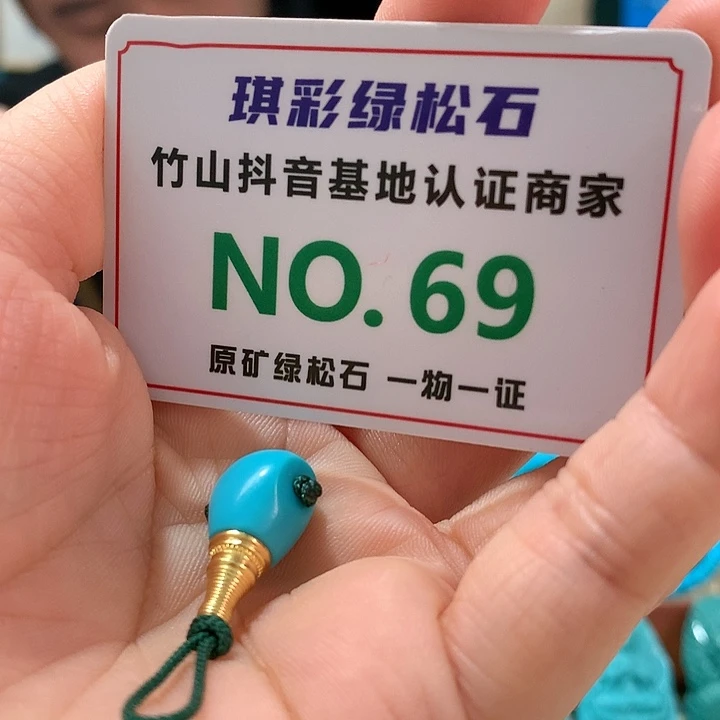 琪彩绿松石
竹山抖音基地认证商家
NO.69
原矿绿松石 一物一证